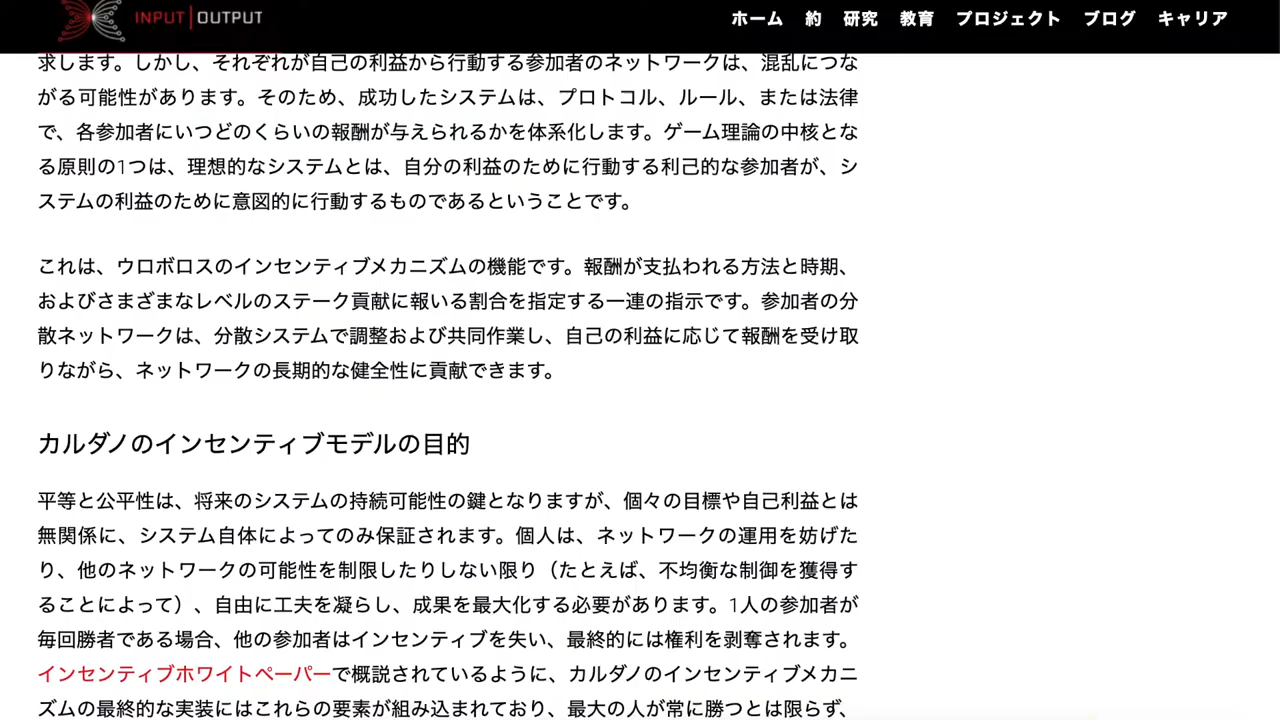 INPUT|OUTPUT
ホーム 約 研究 教育 プロジェクト ブログ キャリア
求します。しかし、それぞれが自己の利益から行動する参加者のネットワークは、混乱につな
がる可能性があります。そのため、成功したシステムは、プロトコル、ルール、または法律
で、各参加者にいつどのくらいの報酬が与えられるかを体系化します。ゲーム理論の中核とな
る原則の1つは、理想的なシステムとは、自分の利益のために行動する利己的な参加者が、シ
ステムの利益のために意図的に行動するものであるということです。
これは、ウロボロスのインセンティブメカニズムの機能です。報酬が支払われる方法と時期、
およびさまざまなレベルのステーク貢献に報いる割合を指定する一連の指示です。参加者の分
散ネットワークは、分散システムで調整および共同作業し、自己の利益に応じて報酬を受け取
りながら、ネットワークの長期的な健全性に貢献できます。
カルダノのインセンティブモデルの目的
平等と公平性は、将来のシステムの持続可能性の鍵となりますが、個々の目標や自己利益とは
無関係に、システム自体によってのみ保証されます。個人は、ネットワークの運用を妨げた
り、他のネットワークの可能性を制限したりしない限り（たとえば、不均衡な制御を獲得す
ることによって）、自由に工夫を凝らし、成果を最大化する必要があります。1人の参加者が
毎回勝者である場合、他の参加者はインセンティブを失い、最終的には権利を剥奪されます。
インセンティブホワイトペーパーで概説されているように、カルダノのインセンティブメカニ
ズムの最終的な実装にはこれらの要素が組み込まれており、最大の人が常に勝つとは限らず、